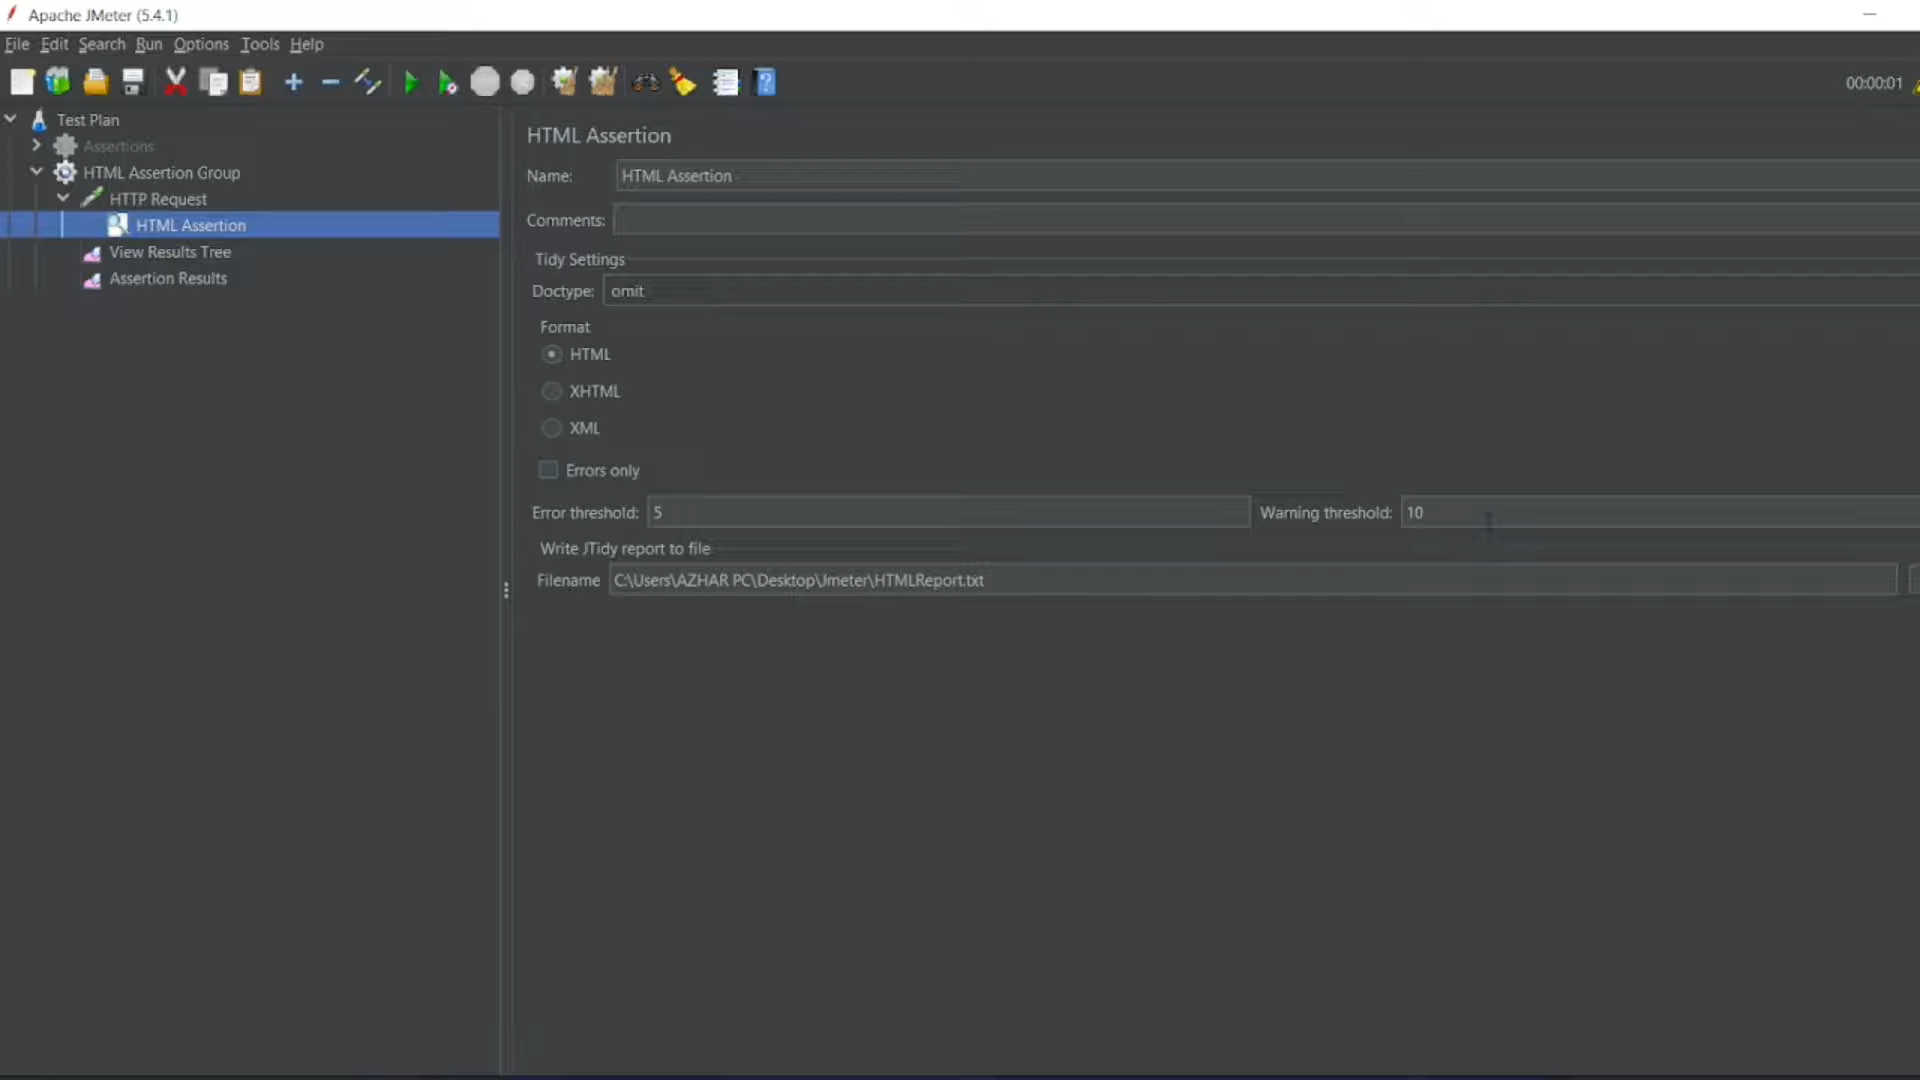 Apache JMeter (5.4.1)
File Edit Search Run Options Tools Help
00:00:01
Test Plan
Assertions
HTML Assertion Group
HTTP Request
HTML Assertion
View Results Tree
Assertion Results
HTML Assertion
Name: HTML Assertion
Comments:
Tidy Settings
Doctype: omit
Format
HTML
XHTML
XML
Errors only
Error threshold: 5 Warning threshold: 10
Write JTidy report to file
Filename C:\Users\AZHAR PC\Desktop\Jmeter\HTMLReport.txt